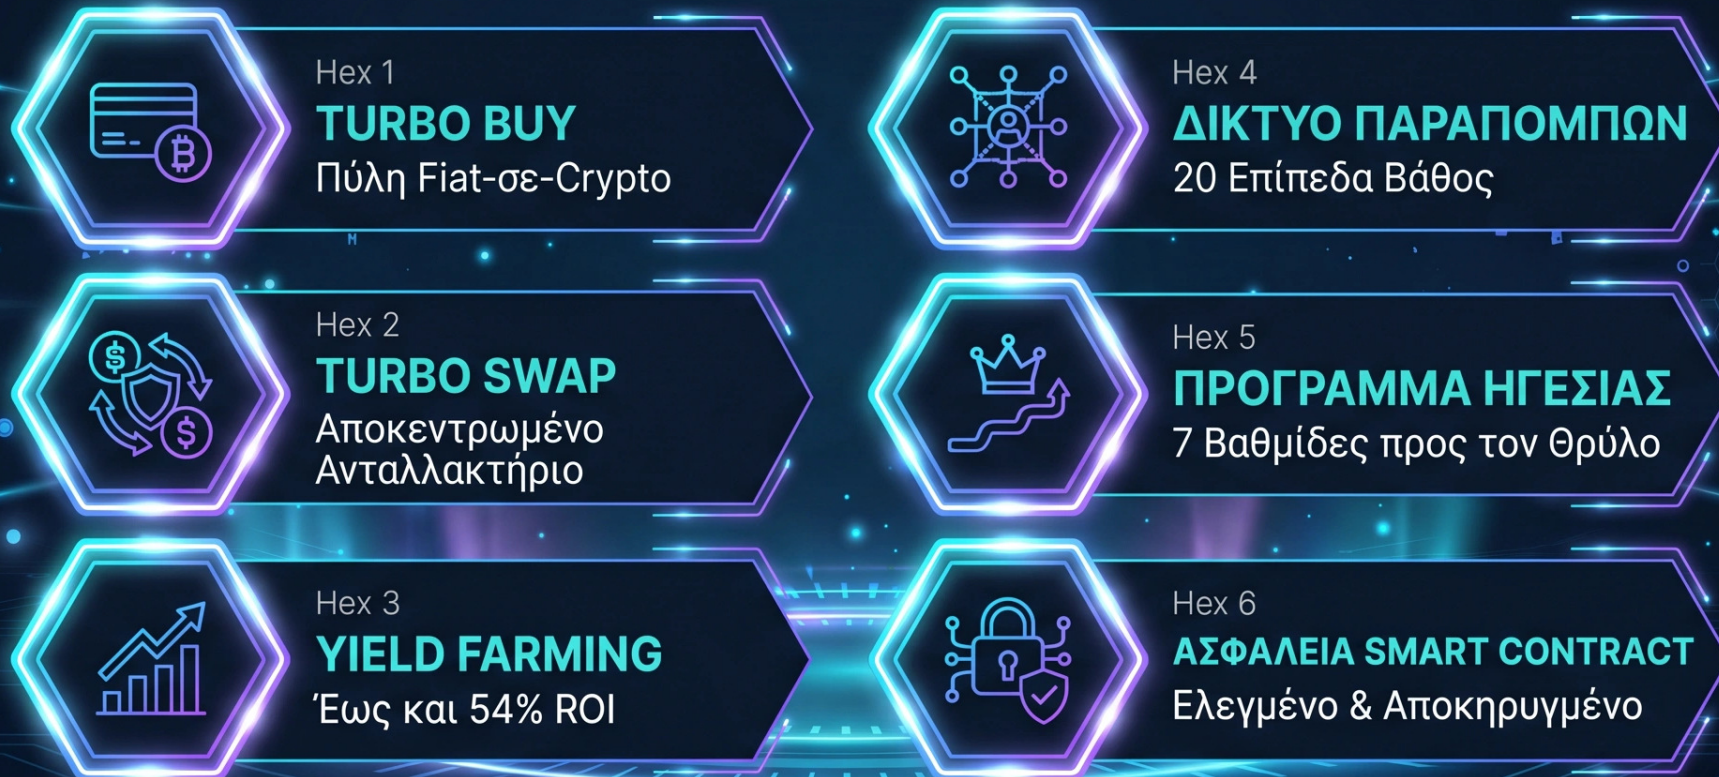 Hex 1
TURBO BUY
Πύλη Fiat-σε-Crypto
Hex 2
TURBO SWAP
Αποκεντρωμένο
Ανταλλακτήριο
Hex 3
YIELD FARMING
Έως και 54% ROI
Hex 4
ΔΙΚΤΥΟ ΠΑΡΑΠΟΜΠΩΝ
20 Επίπεδα Βάθος
Hex 5
ΠΡΟΓΡΑΜΜΑ ΗΓΕΣΙΑΣ
7 Βαθμίδες προς τον Θρύλο
Hex 6
ΑΣΦΑΛΕΙΑ SMART CONTRACT
Ελεγμένο & Αποκηρυγμένο